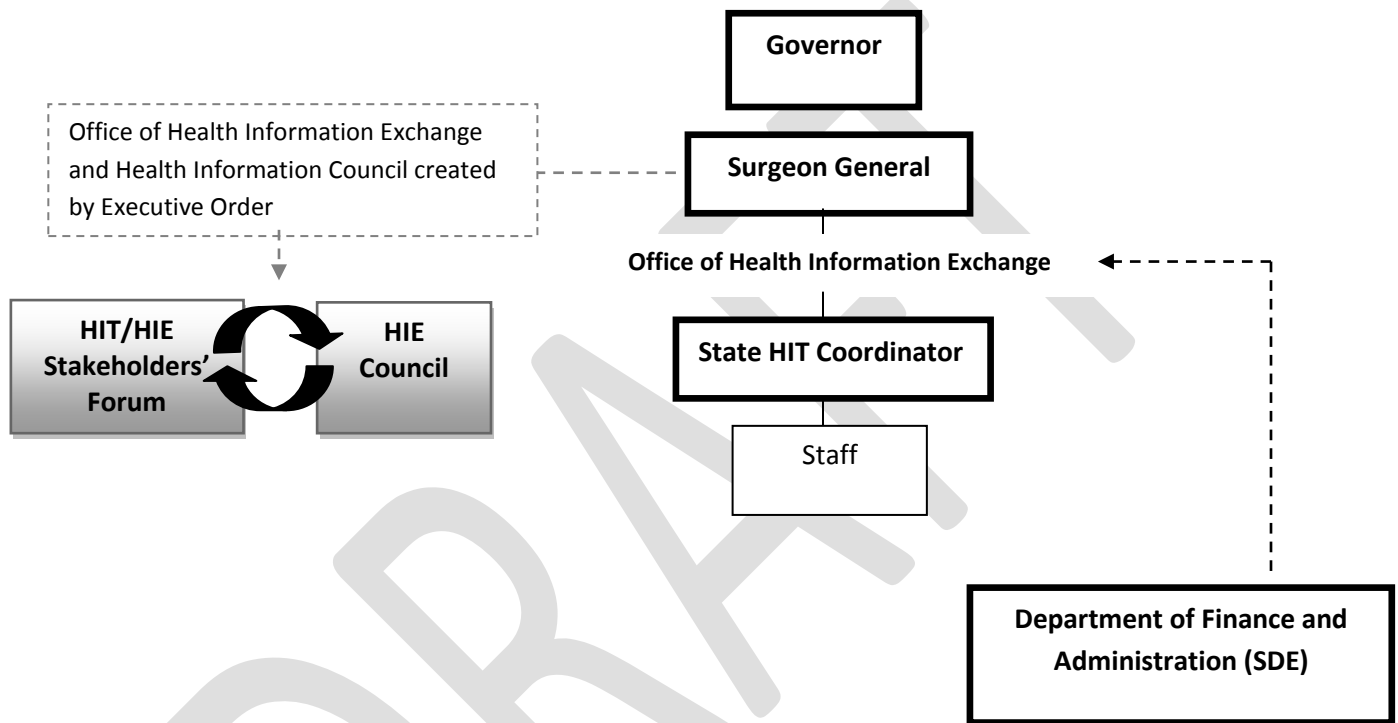 Governor
Office of Health Information Exchange
and Health Information Council created
by Executive Order
Surgeon General
Office of Health Information Exchange
HIT/HIE
Stakeholders’
Forum
HIE
Council
State HIT Coordinator
Staff
Department of Finance and
Administration (SDE)
DRAFT